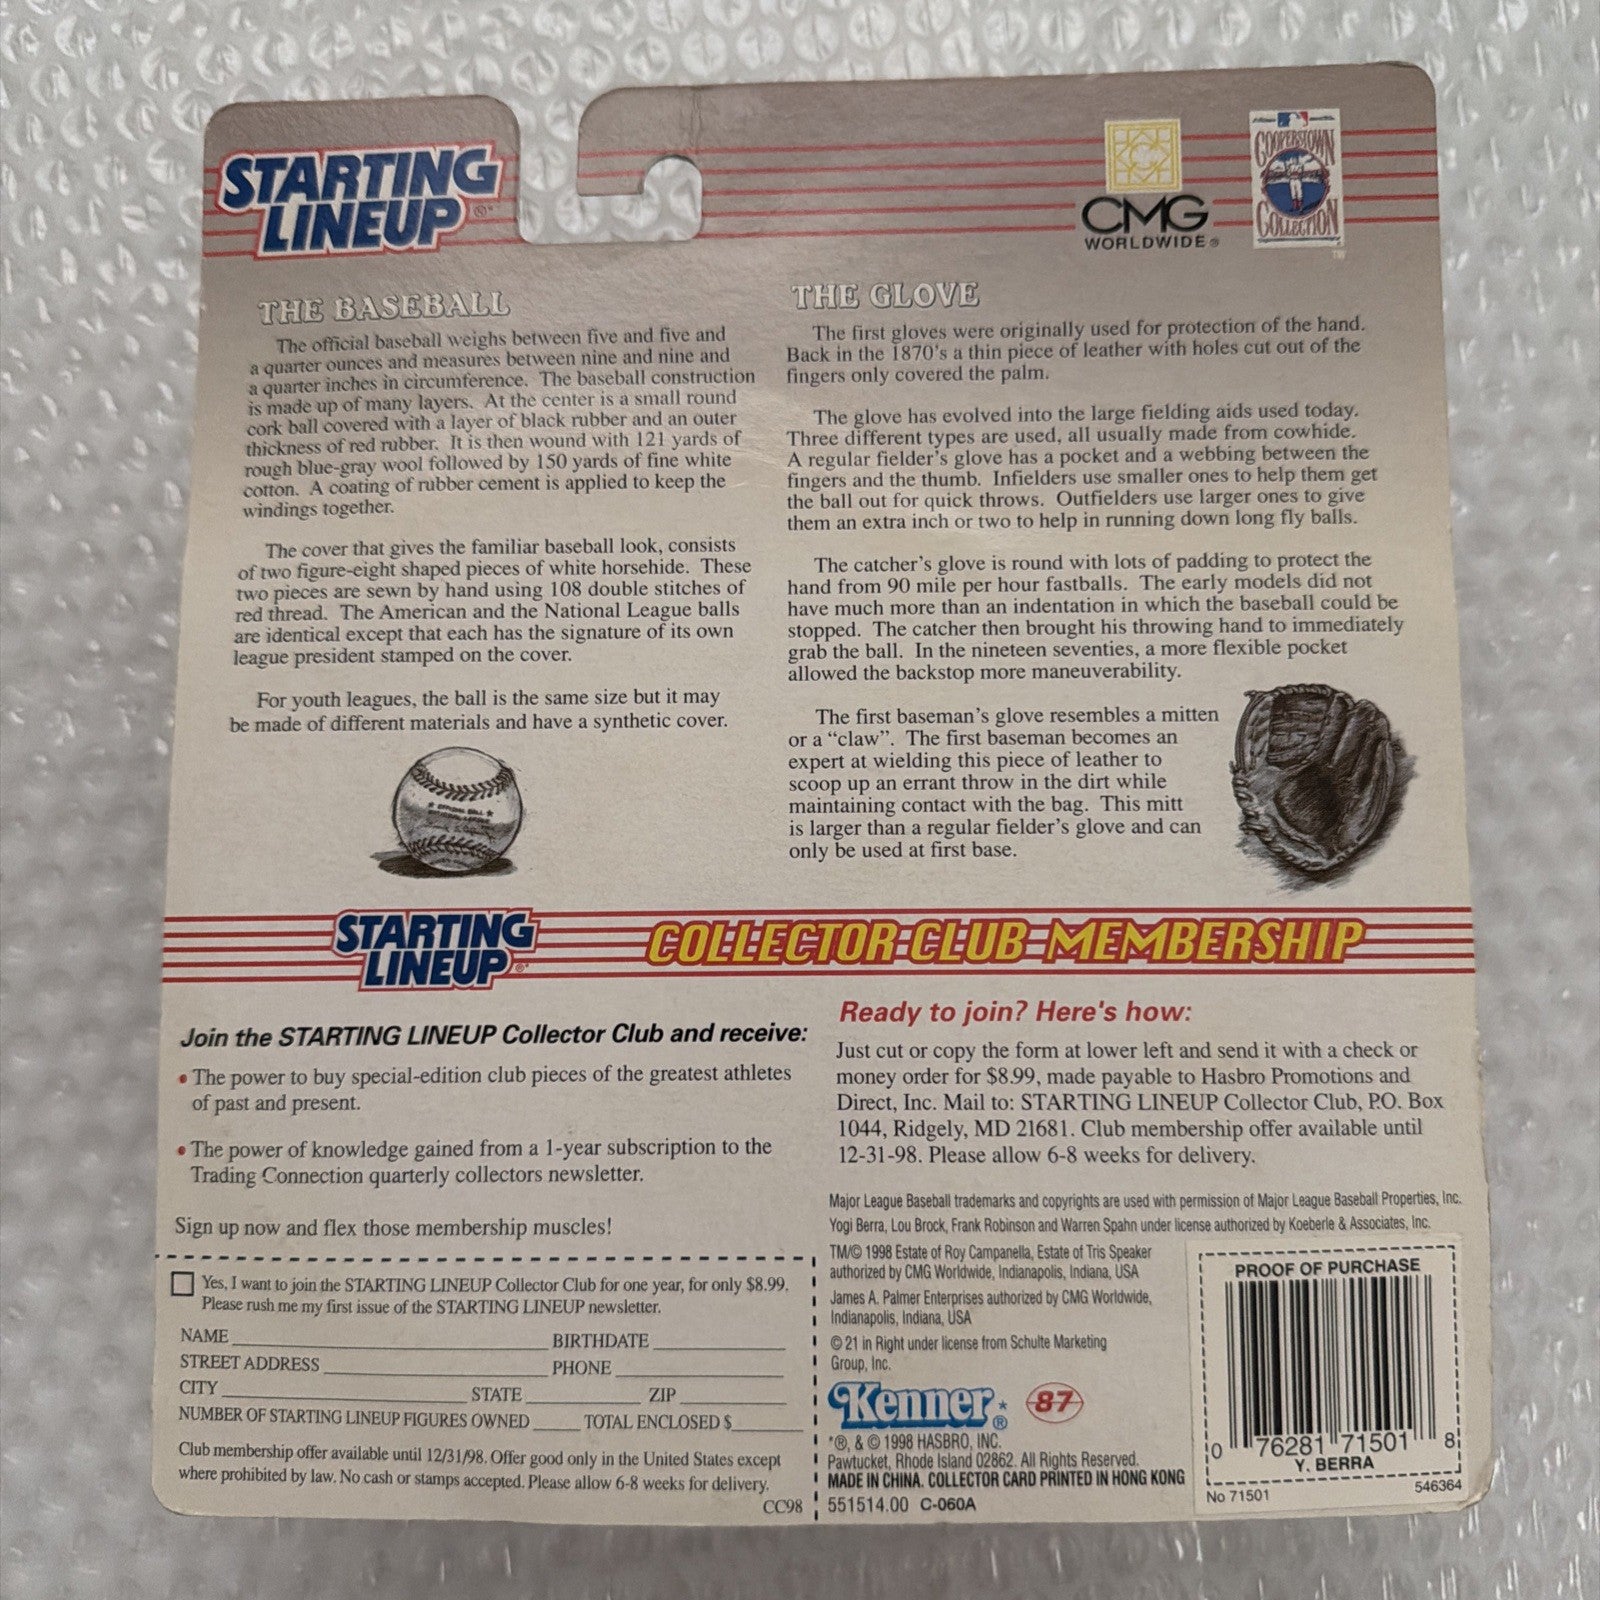 STARTING
LINEUP®
CMG
WORLDWIDE®
COOPERSTOWN
COLLECTION
TM
THE BASEBALL
The official baseball weighs between five and five and
a quarter ounces and measures between nine and nine and
a quarter inches in circumference. The baseball construction
is made up of many layers. At the center is a small round
cork ball covered with a layer of black rubber and an outer
thickness of red rubber. It is then wound with 121 yards of
rough blue-gray wool followed by 150 yards of fine white
cotton. A coating of rubber cement is applied to keep the
windings together.
The cover that gives the familiar baseball look, consists
of two figure-eight shaped pieces of white horsehide. These
two pieces are sewn by hand using 108 double stitches of
red thread. The American and the National League balls
are identical except that each has the signature of its own
league president stamped on the cover.
For youth leagues, the ball is the same size but it may
be made of different materials and have a synthetic cover.
THE GLOVE
The first gloves were originally used for protection of the hand.
Back in the 1870's a thin piece of leather with holes cut out of the
fingers only covered the palm.
The glove has evolved into the large fielding aids used today.
Three different types are used, all usually made from cowhide.
A regular fielder's glove has a pocket and a webbing between the
fingers and the thumb. Infielders use smaller ones to help them get
the ball out for quick throws. Outfielders use larger ones to give
them an extra inch or two to help in running down long fly balls.
The catcher's glove is round with lots of padding to protect the
hand from 90 mile per hour fastballs. The early models did not
have much more than an indentation in which the baseball could be
stopped. The catcher then brought his throwing hand to immediately
grab the ball. In the nineteen seventies, a more flexible pocket
allowed the backstop more maneuverability.
The first baseman's glove resembles a mitten
or a “claw”. The first baseman becomes an
expert at wielding this piece of leather to
scoop up an errant throw in the dirt while
maintaining contact with the bag. This mitt
is larger than a regular fielder's glove and can
only be used at first base.
STARTING
LINEUP®
COLLECTOR CLUB MEMBERSHIP
Join the STARTING LINEUP Collector Club and receive:
• The power to buy special-edition club pieces of the greatest athletes
of past and present.
• The power of knowledge gained from a 1-year subscription to the
Trading Connection quarterly collectors newsletter.
Sign up now and flex those membership muscles!
Yes, I want to join the STARTING LINEUP Collector Club for one year, for only $8.99.
Please rush me my first issue of the STARTING LINEUP newsletter.
NAME BIRTHDATE
STREET ADDRESS PHONE
CITY STATE ZIP
NUMBER OF STARTING LINEUP FIGURES OWNED TOTAL ENCLOSED $
Club membership offer available until 12/31/98. Offer good only in the United States except
where prohibited by law. No cash or stamps accepted. Please allow 6-8 weeks for delivery.
CC98
Ready to join? Here's how:
Just cut or copy the form at lower left and send it with a check or
money order for $8.99, made payable to Hasbro Promotions and
Direct, Inc. Mail to: STARTING LINEUP Collector Club, P.O. Box
1044, Ridgely, MD 21681. Club membership offer available until
12-31-98. Please allow 6-8 weeks for delivery.
Major League Baseball trademarks and copyrights are used with permission of Major League Baseball Properties, Inc.
Yogi Berra, Lou Brock, Frank Robinson and Warren Spahn under license authorized by Koeberle & Associates, Inc.
TM/© 1998 Estate of Roy Campanella, Estate of Tris Speaker
authorized by CMG Worldwide, Indianapolis, Indiana, USA
James A. Palmer Enterprises authorized by CMG Worldwide,
Indianapolis, Indiana, USA
© 21 in Right under license from Schulte Marketing
Group, Inc.
Kenner*® 87
*®, & © 1998 HASBRO, INC.
Pawtucket, Rhode Island 02862. All Rights Reserved.
MADE IN CHINA. COLLECTOR CARD PRINTED IN HONG KONG
551514.00 C-060A
PROOF OF PURCHASE
0 76281 71501 8
Y. BERRA
No 71501 546364